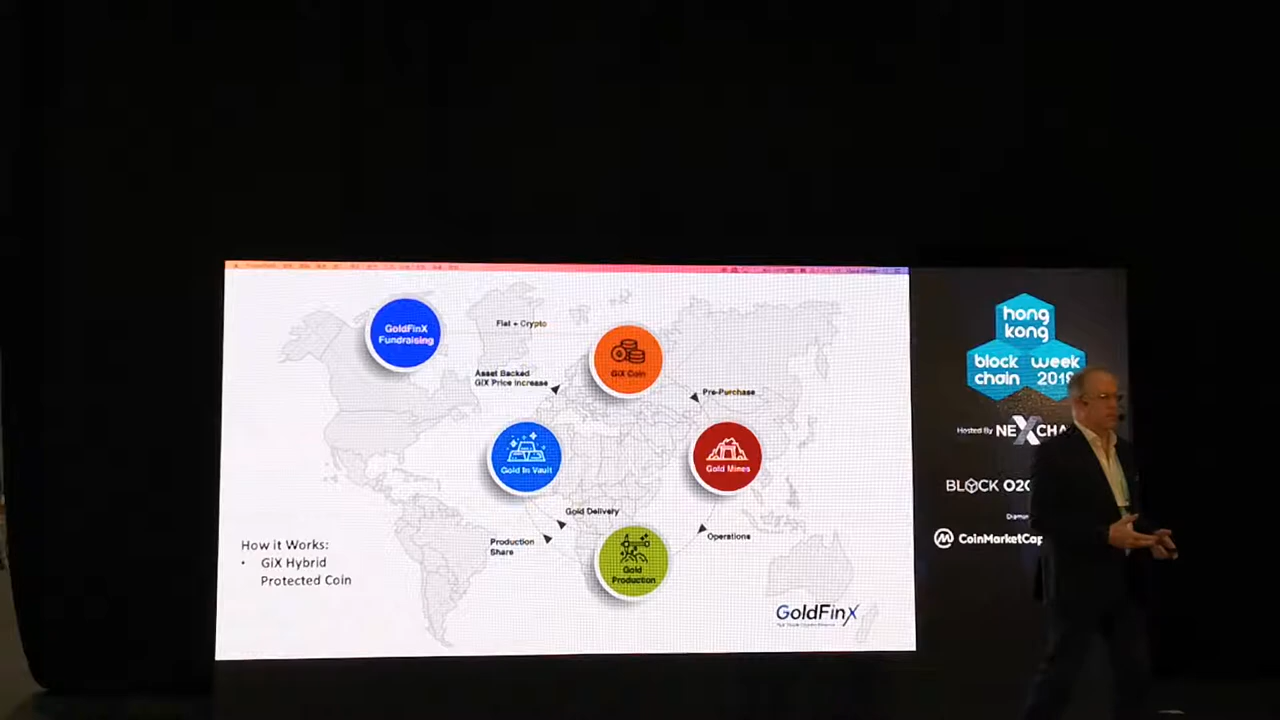 GoldFinX
Fundraising
Fiat + Crypto
GiX Coin
Asset Backed
GiX Price Increase
Pre-Purchase
Gold In Vault
Gold Mines
Gold Delivery
Production
Share
Operations
Gold
Production
How it Works:
• GiX Hybrid
Protected Coin
GoldFinX
hong
kong
block week
chain 2019
Hosted By NEXCHA
BLOCK O2O
Diamon
CoinMarketCap